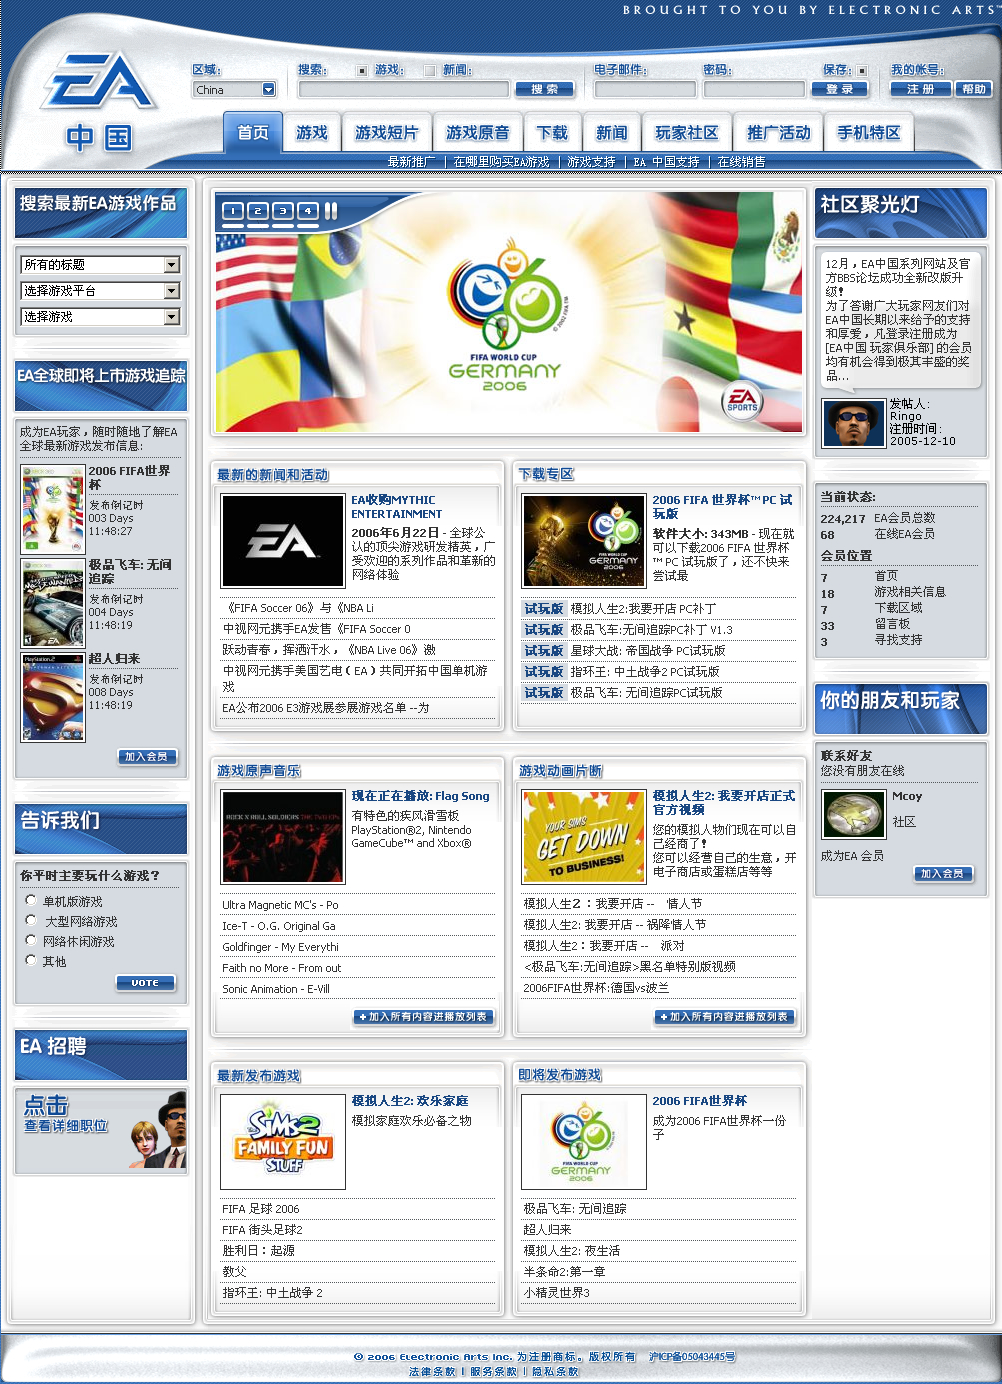 BROUGHT TO YOU BY ELECTRONIC ARTS™
EA
中国
区域:
China
搜索: 游戏: 新闻:
搜 索
电子邮件: 密码: 保存:
登 录
我的帐号:
注 册 帮助
首页 游戏 游戏短片 游戏原音 下载 新闻 玩家社区 推广活动 手机特区
最新推广 | 在哪里购买EA游戏 | 游戏支持 | EA 中国支持 | 在线销售
搜索最新EA游戏作品
所有的标题
选择游戏平台
选择游戏
EA全球即将上市游戏追踪
成为EA玩家，随时随地了解EA
全球最新游戏发布信息:
2006 FIFA世界
杯
发布倒记时
003 Days
11:48:27
极品飞车: 无间
追踪
发布倒记时
004 Days
11:48:19
超人归来
发布倒记时
008 Days
11:48:19
加入会员
告诉我们
你平时主要玩什么游戏？
单机版游戏
大型网络游戏
网络休闲游戏
其他
VOTE
EA 招聘
点击
查看详细职位
1 2 3 4
FIFA WORLD CUP
GERMANY
2006
EA
SPORTS
最新的新闻和活动
EA
EA收购MYTHIC
ENTERTAINMENT
2006年6月22日 - 全球公
认的顶尖游戏研发精英，广
受欢迎的系列作品和革新的
网络体验
《FIFA Soccer 06》与《NBA Li
中视网元携手EA发售《FIFA Soccer 0
跃动青春，挥洒汗水，《NBA Live 06》邀
中视网元携手美国艺电（EA）共同开拓中国单机游
戏
EA公布2006 E3游戏展参展游戏名单 --为
下载专区
FIFA WORLD CUP
GERMANY
2006
2006 FIFA 世界杯™ PC 试
玩版
软件大小: 343MB - 现在就
可以下载2006 FIFA 世界杯
™ PC 试玩版了，还不快来
尝试最
试玩版 模拟人生2:我要开店 PC补丁
试玩版 极品飞车:无间追踪PC补丁 V1.3
试玩版 星球大战: 帝国战争 PC试玩版
试玩版 指环王: 中土战争2 PC试玩版
试玩版 极品飞车: 无间追踪PC试玩版
游戏原声音乐
ROCK N ROLL SOLDIERS
现在正在播放: Flag Song
有特色的疾风滑雪板
PlayStation®2, Nintendo
GameCube™ and Xbox®
Ultra Magnetic MC's - Po
Ice-T - O.G. Original Ga
Goldfinger - My Everythi
Faith no More - From out
Sonic Animation - E-Vill
加入所有内容进播放列表
游戏动画片断
YOUR SIMS
GET DOWN
TO BUSINESS!
模拟人生2: 我要开店正式
官方视频
您的模拟人物们现在可以自
己经商了!
您可以经营自己的生意，开
电子商店或蛋糕店等等
模拟人生２：我要开店 -- 情人节
模拟人生2: 我要开店 -- 祸降情人节
模拟人生2：我要开店 -- 派对
<极品飞车:无间追踪>黑名单特别版视频
2006FIFA世界杯:德国vs波兰
加入所有内容进播放列表
最新发布游戏
The SiMS 2
FAMILY FUN
STUFF
模拟人生2: 欢乐家庭
模拟家庭欢乐必备之物
FIFA 足球 2006
FIFA 街头足球2
胜利日：起源
教父
指环王: 中土战争 2
即将发布游戏
FIFA WORLD CUP
GERMANY
2006
2006 FIFA世界杯
成为2006 FIFA世界杯一份
子
极品飞车: 无间追踪
超人归来
模拟人生2: 夜生活
半条命2:第一章
小精灵世界3
社区聚光灯
12月，EA中国系列网站及官
方BBS论坛成功全新改版升
级!
为了答谢广大玩家网友们对
EA中国长期以来给予的支持
和厚爱，凡登录注册成为
[EA中国 玩家俱乐部] 的会员
均有机会得到极其丰盛的奖
品...
发帖人:
Ringo
注册时间:
2005-12-10
当前状态:
224,217 EA会员总数
68 在线EA会员
会员位置
7 首页
18 游戏相关信息
7 下载区域
33 留言板
3 寻找支持
你的朋友和玩家
联系好友
您没有朋友在线
Mcoy
社区
成为EA 会员
加入会员
© 2006 Electronic Arts Inc. 为注册商标。版权所有 沪ICP备05043445号
法律条款 | 服务条款 | 隐私条款